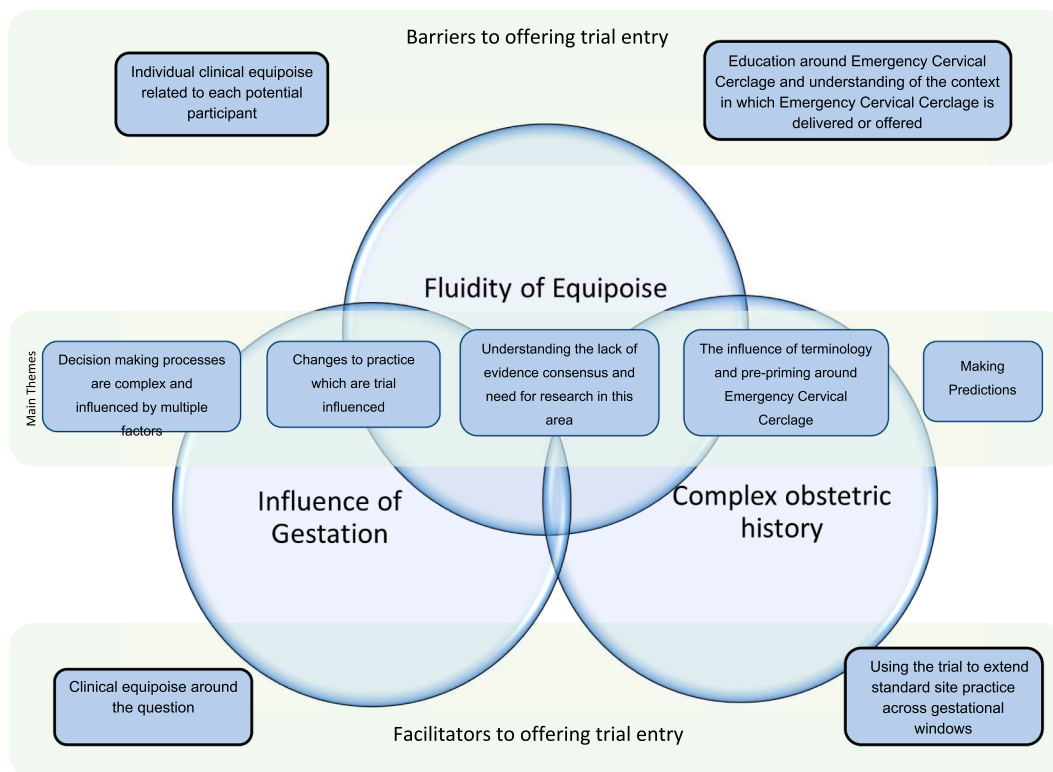 Barriers to offering trial entry
Individual clinical equipoise
related to each potential
participant
Education around Emergency Cervical
Cerclage and understanding of the context
in which Emergency Cervical Cerclage is
delivered or offered
Fluidity of Equipoise
Main Themes
Decision making processes
are complex and
influenced by multiple
factors
Changes to practice
which are trial
influenced
Understanding the lack of
evidence consensus and
need for research in this
area
The influence of terminology
and pre-priming around
Emergency Cervical
Cerclage
Making
Predictions
Influence of
Gestation
Complex obstetric
history
Clinical equipoise around
the question
Using the trial to extend
standard site practice
across gestational
windows
Facilitators to offering trial entry